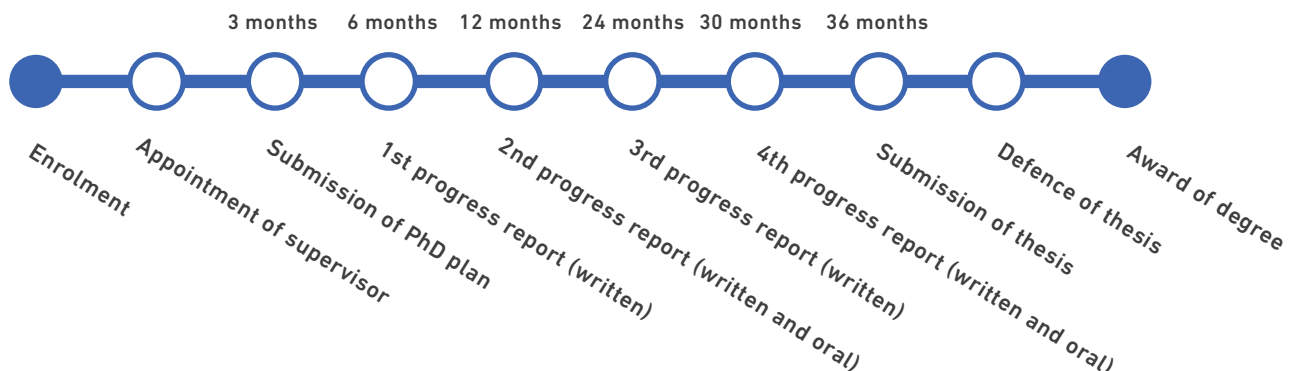 3 months
6 months
12 months
24 months
30 months
36 months
Enrolment
Appointment of supervisor
Submission of PhD plan
1st progress report (written)
2nd progress report (written and oral)
3rd progress report (written)
4th progress report (written and oral)
Submission of thesis
Defence of thesis
Award of degree